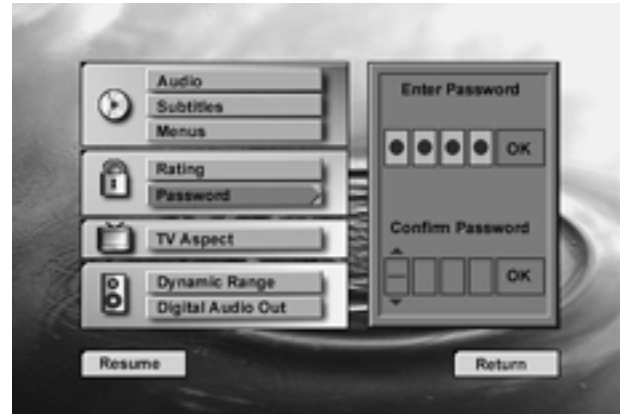 Audio
Subtitles
Menus
Rating
Password
TV Aspect
Dynamic Range
Digital Audio Out
Enter Password
OK
Confirm Password
OK
Resume
Return